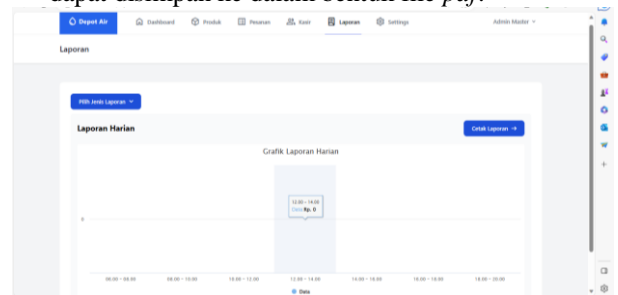 dapat disimpan ke dalam bentuk file pdf.
Depot Air Dashboard Produk Pesanan Kasir Laporan Settings Admin Master
Laporan
Pilih Jenis Laporan
Laporan Harian Cetak Laporan →
Grafik Laporan Harian
12.00 - 14.00
Data Rp. 0
0
06.00 - 08.00 08.00 - 10.00 10.00 - 12.00 12.00 - 14.00 14.00 - 16.00 16.00 - 18.00 18.00 - 20.00
Data